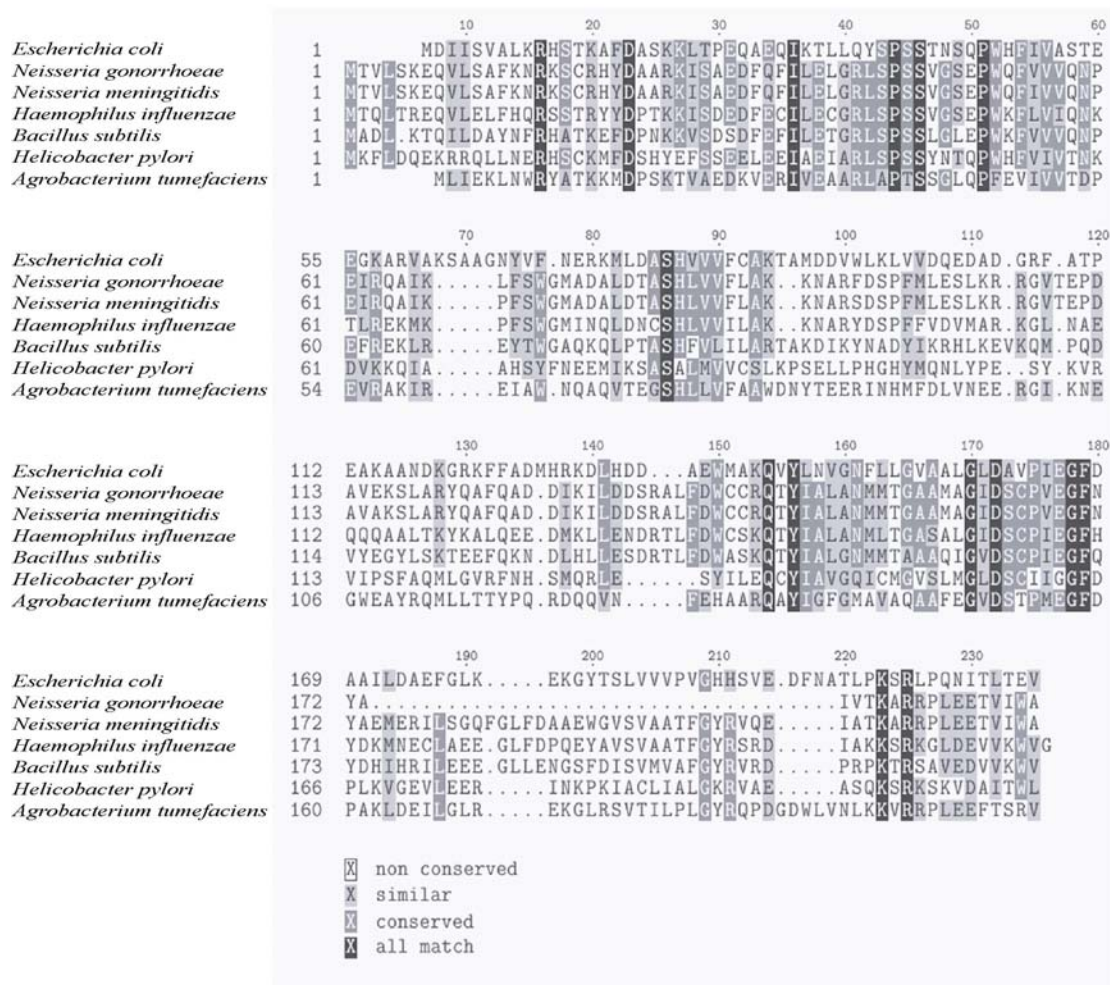 10 20 30 40 50 60
Escherichia coli 1 MDIISVALKRHSTKAFDASKKLTPEQAEQIKTLLQYSPSSTNSQPWHFIVASTE
Neisseria gonorrhoeae 1 MTVLSKEQVLSAFKNRKSCRHYDAARKISAEDFQFILELGRLSPSSVGSEPWQFVVVQNP
Neisseria meningitidis 1 MTVLSKEQVLSAFKNRKSCRHYDAARKISAEDFQFILELGRLSPSSVGSEPWQFIVVQNP
Haemophilus influenzae 1 MTQLTREQVLELFHQRSSTRYYDPTKKISDEDFECILECGRLSPSSVGSEPWKFLVIQNK
Bacillus subtilis 1 MADL.KTQILDAYNFRHATKEFDPNKKVSDSDFEFILETGRLSPSSLGLEPWKFVVVQNP
Helicobacter pylori 1 MKFLDQEKRRQLLNERHSCKMFDSHYEFSSEELEEIAEIARLSPSSYNTQPWHFVIVTNK
Agrobacterium tumefaciens 1 MLIEKLNWRYATKKMDPSKTVAEDKVERIVEAARLAPTSSGLQPFEVIVVTDP
70 80 90 100 110 120
Escherichia coli 55 EGKARVAKSAAGNYVF.NERKMLDASHVVVFCAKTAMDDVWLKLVVDQEDAD.GRF.ATP
Neisseria gonorrhoeae 61 EIRQAIK.....LFSWGMADALDTASHLVVFLAK..KNARFDSPFMLESLKR.RGVTEPD
Neisseria meningitidis 61 EIRQAIK.....PFSWGMADALDTASHLVVFLAK..KNARSDSPFMLESLKR.RGVTEPD
Haemophilus influenzae 61 TLREKMK.....PFSWGMINQLDNCSHLVVILAK..KNARYDSPFFVDVMAR.KGL.NAE
Bacillus subtilis 60 EFREKLR.....EYTWGAQKQLPTASHFVLILARTAKDIKYNADYIKRHLKEVKQM.PQD
Helicobacter pylori 61 DVKKQIA.....AHSYFNEEMIKSASALMVVCSLKPSELLPHGHYMQNLYPE..SY.KVR
Agrobacterium tumefaciens 54 EVRAKIR.....EIAW.NQAQVTEGSHLLVFAAWDNYTEERINHMFDLVNEE.RGI.KNE
130 140 150 160 170 180
Escherichia coli 112 EAKAANDKGRKFFADMHRKDLHDD...AEWMAKQVYLNVGNFLLGVAALGLDAVPIEGFD
Neisseria gonorrhoeae 113 AVEKSLARYQAFQAD.DIKILDDSRALFDWCCRQTYIALANMMTGAAMAGIDSCPVEGFN
Neisseria meningitidis 113 AVAKSLARYQAFQAD.DIKILDDSRALFDWCCRQTYIALANMMTGAAMAGIDSCPVEGFN
Haemophilus influenzae 112 QQQAALTKYKALQEE.DMKLLENDRTLFDWCSKQTYIALANMLTGASALGIDSCPIEGFH
Bacillus subtilis 114 VYEGYLSKTEEFQKN.DLHLLESDRTLFDWASKQTYIALGNMMTAAAQIGVDSCPIEGFQ
Helicobacter pylori 113 VIPSFAQMLGVRFNH.SMQRLE......SYILEQCYIAVGQICMGVSLMGLDSCIIGGFD
Agrobacterium tumefaciens 106 GWEAYRQMLLTTYPQ.RDQQVN......FEHAARQAYIGFGMAVAQAAFEGVDSTPMEGFD
190 200 210 220 230
Escherichia coli 169 AAILDAEFGLK.....EKGYTSLVVVPVGHHSVE.DFNATLPKSRLPQNITLTEV
Neisseria gonorrhoeae 172 YA.....................................IVTKARRPLEETVIWA
Neisseria meningitidis 172 YAEMERILSGQFGLFDAAEWGVSVAATFGYRVQE.....IATKARRPLEETVIWA
Haemophilus influenzae 171 YDKMNECLAEE.GLFDPQEYAVSVAATFGYRSRD.....IAKKSRKGLDEVVKWVG
Bacillus subtilis 173 YDHIHRILEEE.GLLENGSFDISVMVAFGYRVRD.....PRPKTRSAVEDVVKWV
Helicobacter pylori 166 PLKVGEVLEER.....INKPKIACLIALGKRVAE.....ASQKSRKSKVDAITWL
Agrobacterium tumefaciens 160 PAKLDEILGLR.....EKGLRSVTILPLGYRQPDGDWLVNLKKVRRPLEEFTSRV
X non conserved
X similar
X conserved
X all match